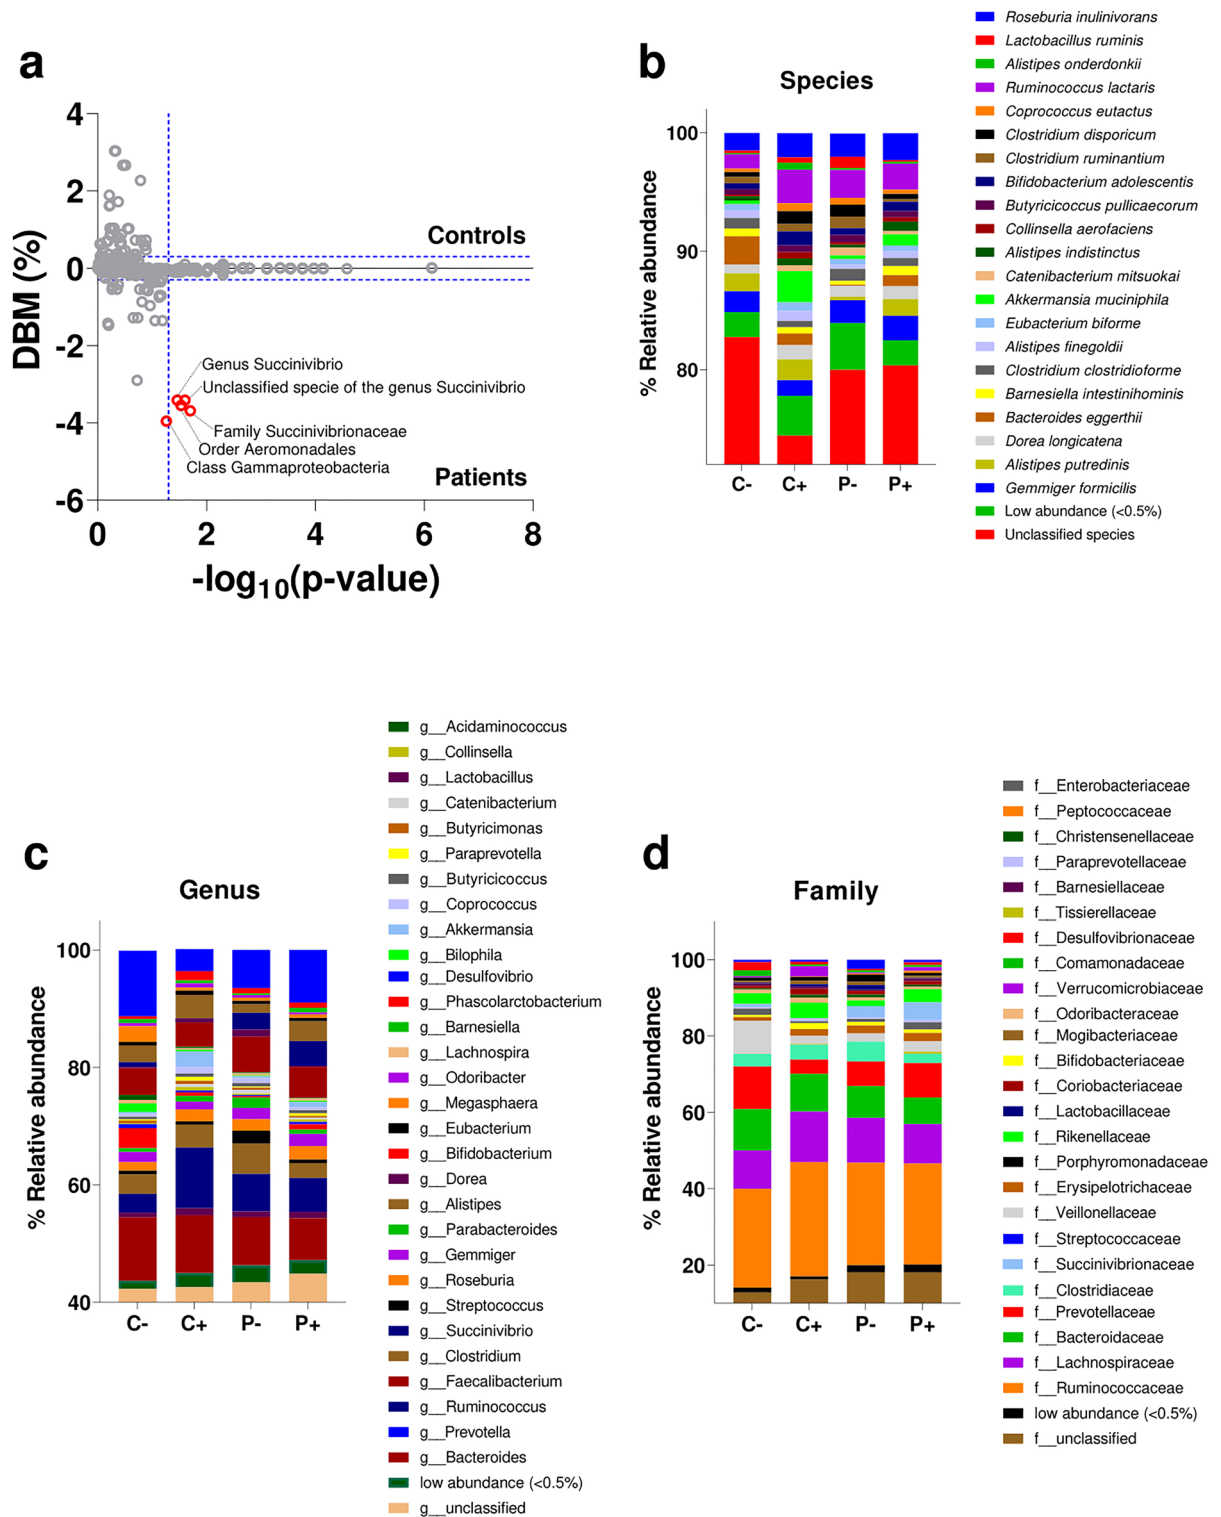 a
4
2
0
-2
-4
-6
DBM (%)
Controls
Genus Succinivibrio
Unclassified specie of the genus Succinivibrio
Family Succinivibrionaceae
Order Aeromonadales
Class Gammaproteobacteria
Patients
0 2 4 6 8
-log10(p-value)
b
Species
% Relative abundance
100
90
80
C- C+ P- P+
Roseburia inulinivorans
Lactobacillus ruminis
Alistipes onderdonkii
Ruminococcus lactaris
Coprococcus eutactus
Clostridium disporicum
Clostridium ruminantium
Bifidobacterium adolescentis
Butyricicoccus pullicaecorum
Collinsella aerofaciens
Alistipes indistinctus
Catenibacterium mitsuokai
Akkermansia muciniphila
Eubacterium biforme
Alistipes finegoldii
Clostridium clostridioforme
Barnesiella intestinihominis
Bacteroides eggerthii
Dorea longicatena
Alistipes putredinis
Gemmiger formicilis
Low abundance (<0.5%)
Unclassified species
c
Genus
% Relative abundance
100
80
60
40
C- C+ P- P+
g__Acidaminococcus
g__Collinsella
g__Lactobacillus
g__Catenibacterium
g__Butyricimonas
g__Paraprevotella
g__Butyricicoccus
g__Coprococcus
g__Akkermansia
g__Bilophila
g__Desulfovibrio
g__Phascolarctobacterium
g__Barnesiella
g__Lachnospira
g__Odoribacter
g__Megasphaera
g__Eubacterium
g__Bifidobacterium
g__Dorea
g__Alistipes
g__Parabacteroides
g__Gemmiger
g__Roseburia
g__Streptococcus
g__Succinivibrio
g__Clostridium
g__Faecalibacterium
g__Ruminococcus
g__Prevotella
g__Bacteroides
low abundance (<0.5%)
g__unclassified
d
Family
% Relative abundance
100
80
60
40
20
C- C+ P- P+
f__Enterobacteriaceae
f__Peptococcaceae
f__Christensenellaceae
f__Paraprevotellaceae
f__Barnesiellaceae
f__Tissierellaceae
f__Desulfovibrionaceae
f__Comamonadaceae
f__Verrucomicrobiaceae
f__Odoribacteraceae
f__Mogibacteriaceae
f__Bifidobacteriaceae
f__Coriobacteriaceae
f__Lactobacillaceae
f__Rikenellaceae
f__Porphyromonadaceae
f__Erysipelotrichaceae
f__Veillonellaceae
f__Streptococcaceae
f__Succinivibrionaceae
f__Clostridiaceae
f__Prevotellaceae
f__Bacteroidaceae
f__Lachnospiraceae
f__Ruminococcaceae
low abundance (<0.5%)
f__unclassified